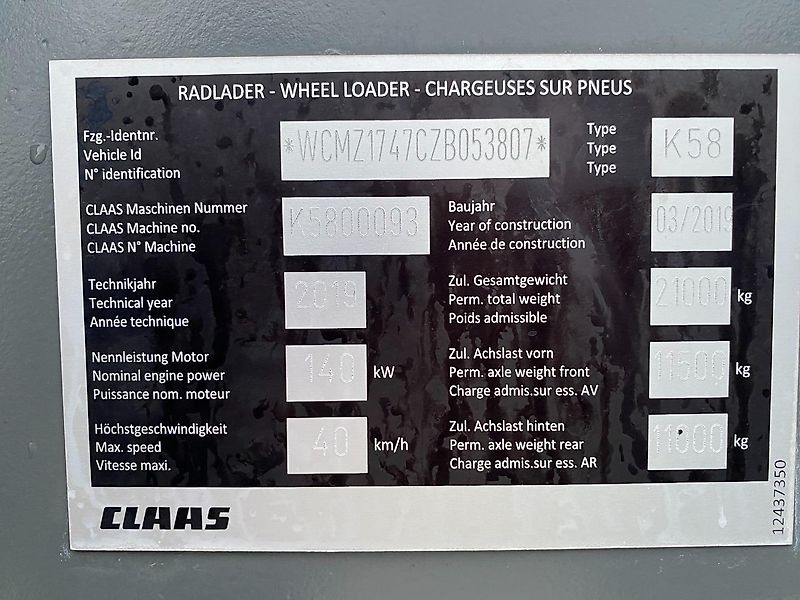 RADLADER - WHEEL LOADER - CHARGEUSES SUR PNEUS
Fzg.-Identnr.
Vehicle Id
N° identification
*WCMZ1747CZB053807*
Type
Type
Type
K58
CLAAS Maschinen Nummer
CLAAS Machine no.
CLAAS N° Machine
K5800093
Baujahr
Year of construction
Année de construction
03/2019
Technikjahr
Technical year
Année technique
2019
Zul. Gesamtgewicht
Perm. total weight
Poids admissible
21000 kg
Nennleistung Motor
Nominal engine power
Puissance nom. moteur
140 kW
Zul. Achslast vorn
Perm. axle weight front
Charge admis.sur ess. AV
11500 kg
Höchstgeschwindigkeit
Max. speed
Vitesse maxi.
40 km/h
Zul. Achslast hinten
Perm. axle weight rear
Charge admis.sur ess. AR
11000 kg
CLAAS
12437350